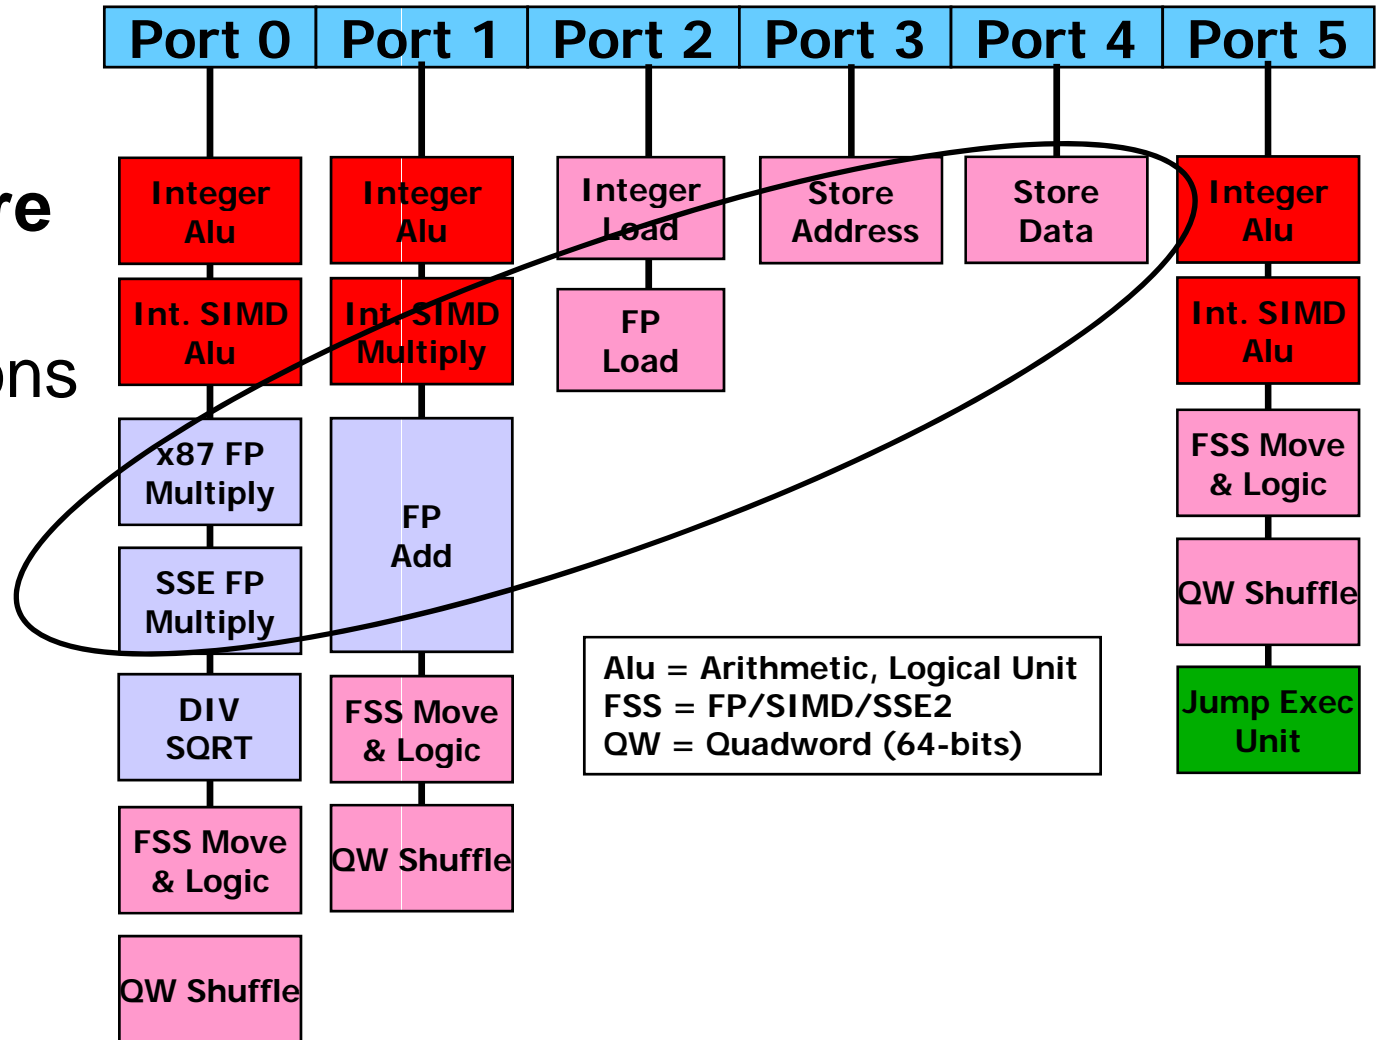 Port 0
Port 1
Port 2
Port 3
Port 4
Port 5
re
ons
Integer
Alu
Int. SIMD
Alu
x87 FP
Multiply
SSE FP
Multiply
DIV
SQRT
FSS Move
& Logic
QW Shuffle
Integer
Alu
Int. SIMD
Multiply
FP
Add
FSS Move
& Logic
QW Shuffle
Integer
Load
FP
Load
Store
Address
Store
Data
Integer
Alu
Int. SIMD
Alu
FSS Move
& Logic
QW Shuffle
Jump Exec
Unit
Alu = Arithmetic, Logical Unit
FSS = FP/SIMD/SSE2
QW = Quadword (64-bits)